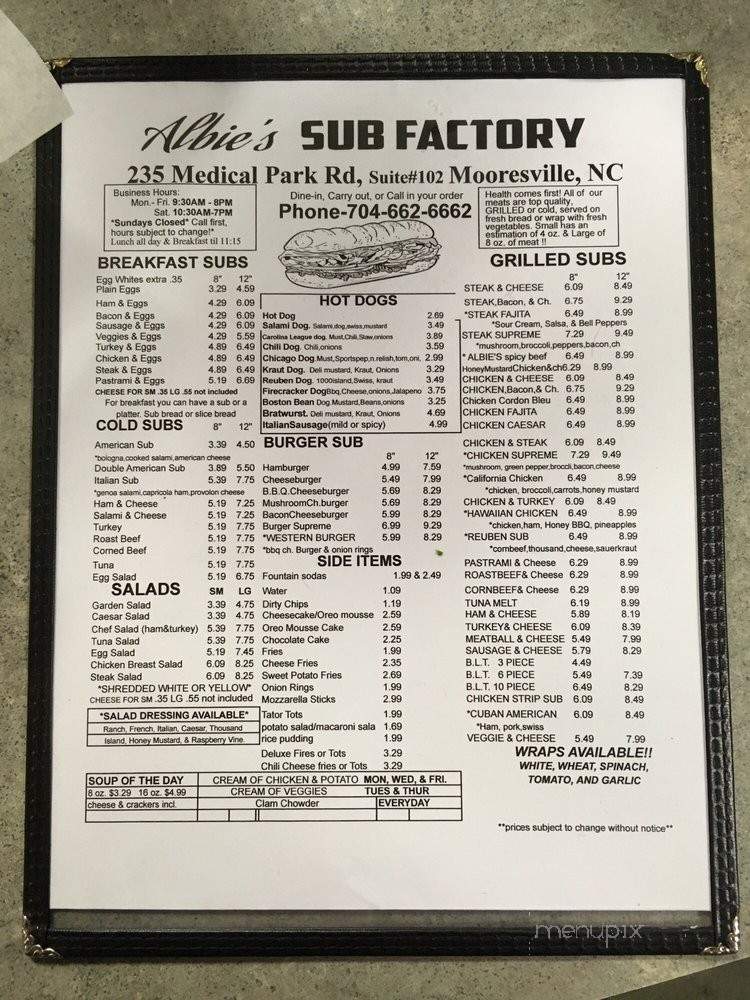 Albie's SUB FACTORY
235 Medical Park Rd, Suite#102 Mooresville, NC
Business Hours:
Mon.- Fri. 9:30AM - 8PM
Sat. 10:30AM-7PM
*Sundays Closed* Call first,
hours subject to change!*
Lunch all day & Breakfast til 11:15
Dine-in, Carry out, or Call in your order
Phone-704-662-6662
Health comes first! All of our
meats are top quality,
GRILLED or cold, served on
fresh bread or wrap with fresh
vegetables. Small has an
estimation of 4 oz. & Large of
8 oz. of meat !!
BREAKFAST SUBS
Egg Whites extra .35 8" 12"
Plain Eggs 3.29 4.59
Ham & Eggs 4.29 6.09
Bacon & Eggs 4.29 6.09
Sausage & Eggs 4.29 6.09
Veggies & Eggs 4.29 5.59
Turkey & Eggs 4.89 6.49
Chicken & Eggs 4.89 6.49
Steak & Eggs 4.89 6.49
Pastrami & Eggs 5.19 6.69
CHEESE FOR SM .35 LG .55 not included
For breakfast you can have a sub or a
platter. Sub bread or slice bread
COLD SUBS 8" 12"
American Sub 3.39 4.50
*bologna,cooked salami,american cheese
Double American Sub 3.89 5.50
Italian Sub 5.39 7.75
*genoa salami,capricola ham,provolon cheese
Ham & Cheese 5.19 7.25
Salami & Cheese 5.19 7.25
Turkey 5.19 7.75
Roast Beef 5.19 7.75
Corned Beef 5.19 7.75
Tuna 5.19 7.75
Egg Salad 5.19 6.75
SALADS SM LG
Garden Salad 3.39 4.75
Caesar Salad 3.39 4.75
Chef Salad (ham&turkey) 5.39 7.75
Tuna Salad 5.39 7.75
Egg Salad 5.19 7.45
Chicken Breast Salad 6.09 8.25
Steak Salad 6.09 8.25
*SHREDDED WHITE OR YELLOW*
CHEESE FOR SM .35 LG .55 not included
*SALAD DRESSING AVAILABLE*
Ranch, French, Italian, Caesar, Thousand
Island, Honey Mustard, & Raspberry Vine.
HOT DOGS
Hot Dog 2.69
Salami Dog. Salami,dog,swiss,mustard 3.49
Carolina League dog. Must,Chili,Slaw,onions 3.89
Chili Dog. Chili,onions 3.59
Chicago Dog.Must,Sportspep,n.relish,tom,oni. 2.99
Kraut Dog. Deli mustard, Kraut, Onions 3.29
Reuben Dog. 1000island,Swiss, kraut 3.49
Firecracker DogBbq,Cheese,onions,Jalapeno 3.75
Boston Bean Dog.Mustard,Beans,onions 3.25
Bratwurst. Deli mustard, Kraut, Onions 4.69
ItalianSausage(mild or spicy) 4.99
BURGER SUB
8" 12"
Hamburger 4.99 7.59
Cheeseburger 5.49 7.99
B.B.Q.Cheeseburger 5.69 8.29
MushroomCh.burger 5.69 8.29
BaconCheeseburger 5.99 8.29
Burger Supreme 6.99 9.29
*WESTERN BURGER 5.99 8.29
*bbq ch. Burger & onion rings
SIDE ITEMS
Fountain sodas 1.99 & 2.49
Water 1.09
Dirty Chips 1.19
Cheesecake/Oreo mousse 2.59
Oreo Mousse Cake 2.59
Chocolate Cake 2.25
Fries 1.99
Cheese Fries 2.35
Sweet Potato Fries 2.69
Onion Rings 1.99
Mozzarella Sticks 2.99
Tator Tots 1.99
potato salad/macaroni sala 1.69
rice pudding 1.99
Deluxe Fires or Tots 3.29
Chili Cheese fries or Tots 3.29
GRILLED SUBS
8" 12"
STEAK & CHEESE 6.09 8.49
STEAK,Bacon, & Ch. 6.75 9.29
*STEAK FAJITA 6.49 8.99
*Sour Cream, Salsa, & Bell Peppers
STEAK SUPREME 7.29 9.49
*mushroom,broccoli,peppers,bacon,ch
* ALBIE'S spicy beef 6.49 8.99
HoneyMustardChicken&ch6.29 8.99
CHICKEN & CHEESE 6.09 8.49
CHICKEN,Bacon,& Ch. 6.75 9.29
Chicken Cordon Bleu 6.49 8.99
CHICKEN FAJITA 6.49 8.99
CHICKEN CAESAR 6.49 8.99
CHICKEN & STEAK 6.09 8.49
*CHICKEN SUPREME 7.29 9.49
*mushroom, green pepper,broccli,bacon,cheese
*California Chicken 6.49 8.99
*chicken, broccoli,carrots,honey mustard
CHICKEN & TURKEY 6.09 8.49
*HAWAIIAN CHICKEN 6.49 8.99
*chicken,ham, Honey BBQ, pineapples
*REUBEN SUB 6.49 8.99
*cornbeef,thousand,cheese,sauerkraut
PASTRAMI & Cheese 6.29 8.99
ROASTBEEF& Cheese 6.29 8.99
CORNBEEF& Cheese 6.29 8.99
TUNA MELT 6.19 8.99
HAM & CHEESE 5.89 8.19
TURKEY& CHEESE 6.09 8.39
MEATBALL & CHEESE 5.49 7.99
SAUSAGE & CHEESE 5.79 8.29
B.L.T. 3 PIECE 4.49
B.L.T. 6 PIECE 5.49 7.39
B.L.T. 10 PIECE 6.49 8.29
CHICKEN STRIP SUB 6.09 8.49
*CUBAN AMERICAN 6.09 8.49
*Ham, pork,swiss
VEGGIE & CHEESE 5.49 7.99
WRAPS AVAILABLE!!
WHITE, WHEAT, SPINACH,
TOMATO, AND GARLIC
SOUP OF THE DAY CREAM OF CHICKEN & POTATO MON, WED, & FRI.
8 oz. $3.29 16 oz. $4.99 CREAM OF VEGGIES TUES & THUR
cheese & crackers incl. Clam Chowder EVERYDAY
**prices subject to change without notice**
menupix